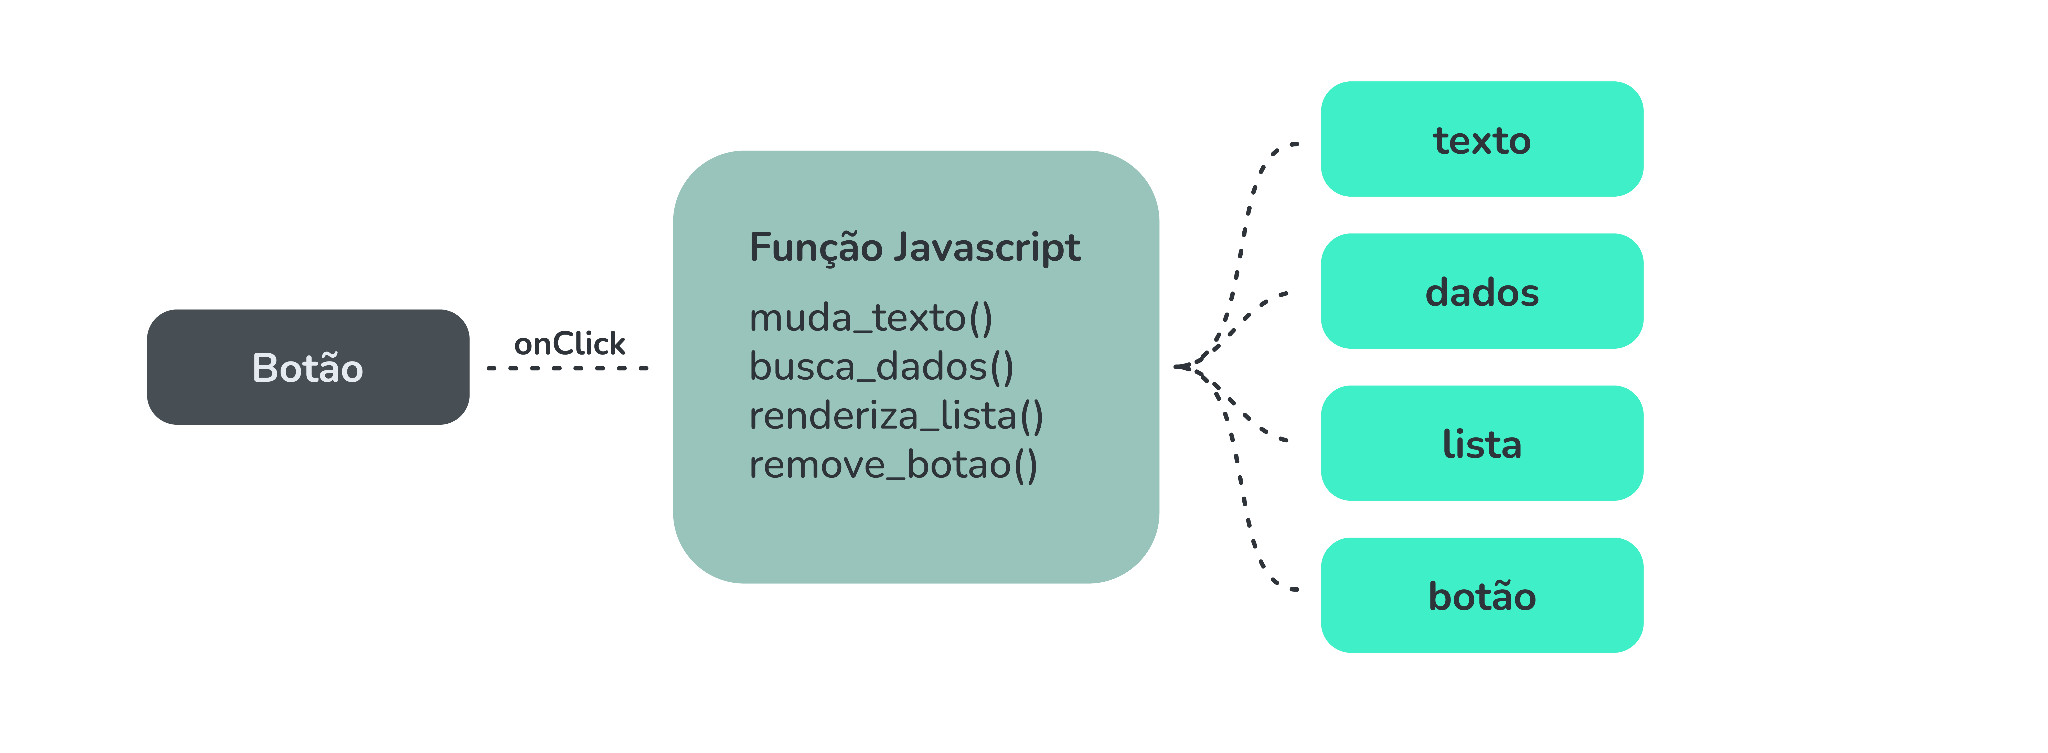 Botão
onClick
Função Javascript
muda_texto()
busca_dados()
renderiza_lista()
remove_botao()
texto
dados
lista
botão